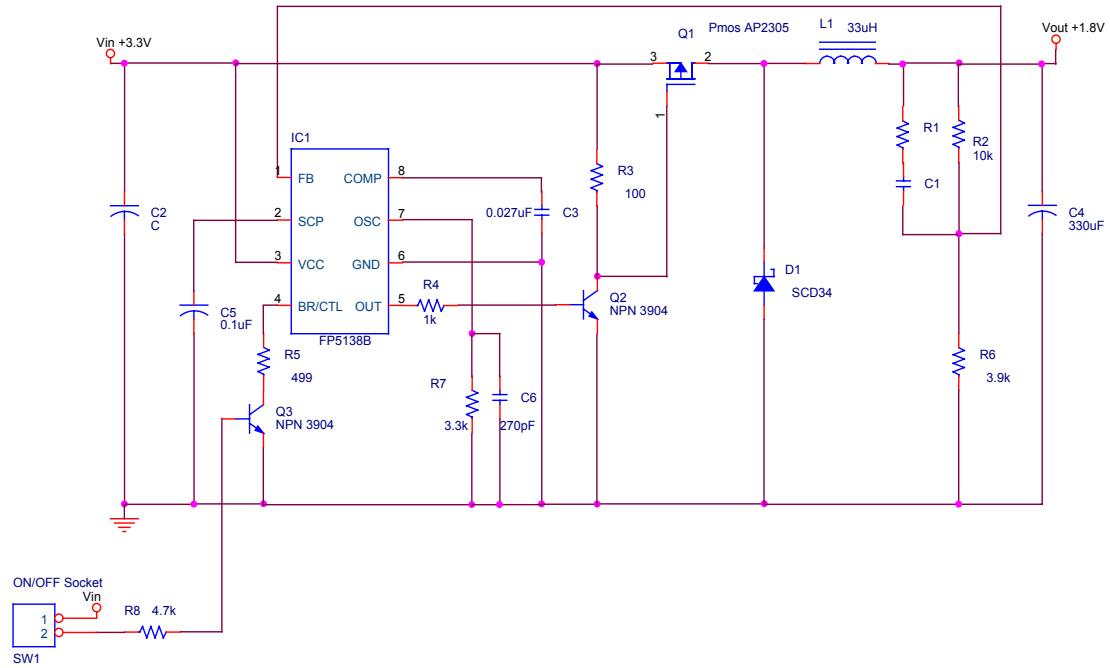 Vin +3.3V
Q1
Pmos AP2305
L1
33uH
Vout +1.8V
3
2
1
IC1
1
FB
COMP
8
2
SCP
OSC
7
3
VCC
GND
6
4
BR/CTL
OUT
5
FP5138B
C2
C
C5
0.1uF
0.027uF
C3
R3
100
R1
R2
10k
C1
C4
330uF
R4
1k
Q2
NPN 3904
D1
SCD34
R5
499
R7
3.3k
C6
270pF
R6
3.9k
Q3
NPN 3904
ON/OFF Socket
Vin
1
2
R8
4.7k
SW1